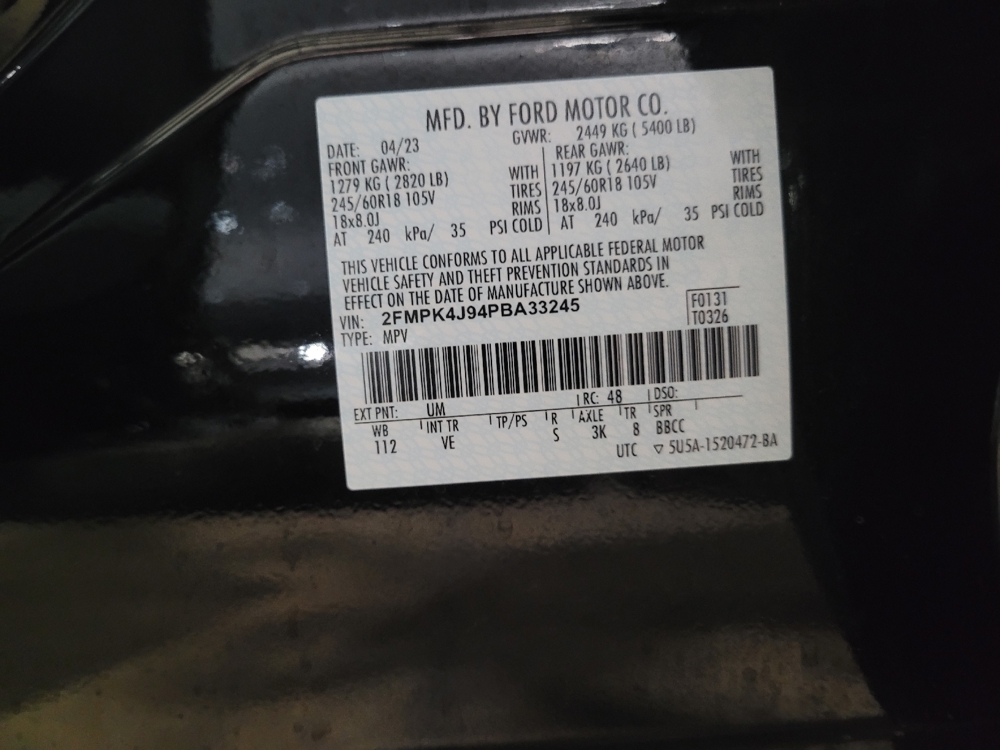 MFD. BY FORD MOTOR CO.
DATE: 04/23 GVWR: 2449 KG ( 5400 LB)
FRONT GAWR: REAR GAWR:
1279 KG ( 2820 LB) WITH 1197 KG ( 2640 LB) WITH
245/60R18 105V TIRES 245/60R18 105V TIRES
18x8.0J RIMS 18x8.0J RIMS
AT 240 kPa/ 35 PSI COLD AT 240 kPa/ 35 PSI COLD
THIS VEHICLE CONFORMS TO ALL APPLICABLE FEDERAL MOTOR
VEHICLE SAFETY AND THEFT PREVENTION STANDARDS IN
EFFECT ON THE DATE OF MANUFACTURE SHOWN ABOVE.
VIN: 2FMPK4J94PBA33245 F0131
TYPE: MPV T0326
EXT PNT: UM RC: 48 DSO:
WB INT TR TP/PS R AXLE TR SPR
112 VE S 3K 8 BBCC
UTC ▽ 5U5A-1520472-BA